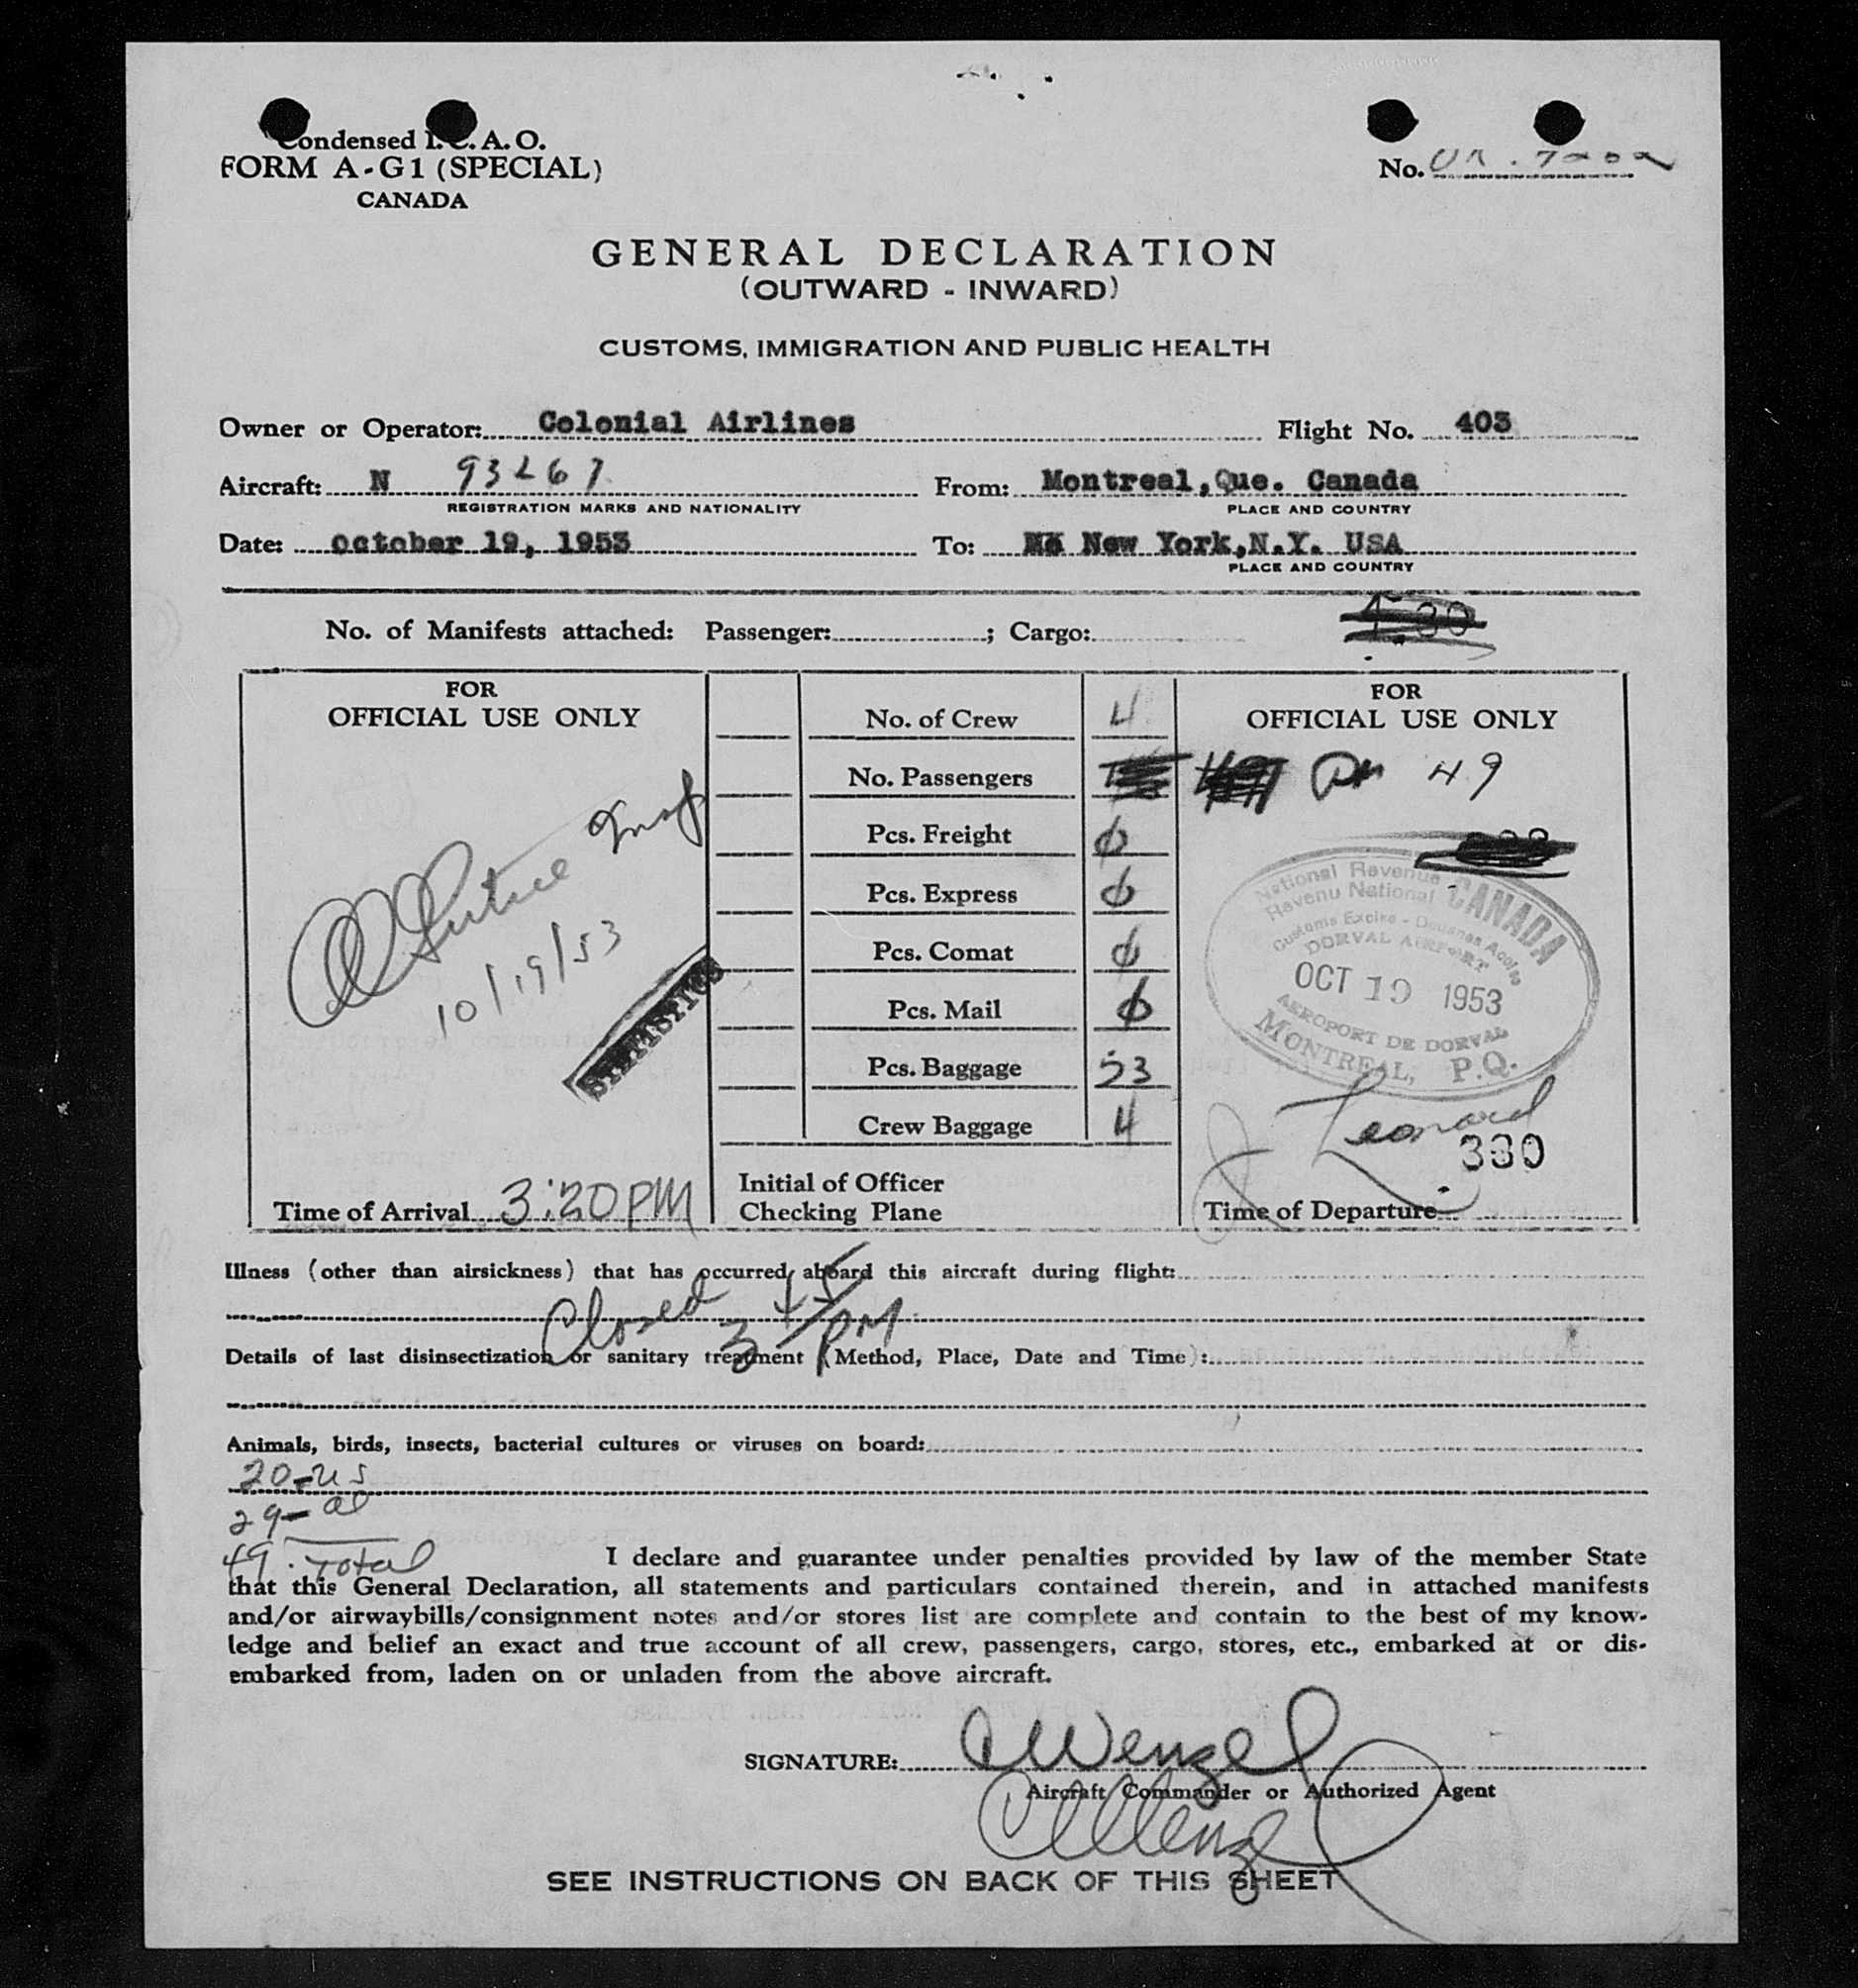 Condensed I.C.A.O.
FORM A-G1 (SPECIAL)
CANADA
No.
GENERAL DECLARATION
(OUTWARD - INWARD)
CUSTOMS, IMMIGRATION AND PUBLIC HEALTH
Owner or Operator: Colonial Airlines Flight No. 403
Aircraft: N 93267 From: Montreal,Que. Canada
REGISTRATION MARKS AND NATIONALITY PLACE AND COUNTRY
Date: october 19, 1953 To: New York,N.Y. USA
PLACE AND COUNTRY
No. of Manifests attached: Passenger: ; Cargo:
FOR
OFFICIAL USE ONLY
10/19/53
STATISTICS
Time of Arrival 3:20 PM
No. of Crew 4
No. Passengers
Pcs. Freight 0
Pcs. Express 0
Pcs. Comat 0
Pcs. Mail 0
Pcs. Baggage 53
Crew Baggage 4
Initial of Officer
Checking Plane
FOR
OFFICIAL USE ONLY
49
National Revenue CANADA
Revenu National
Customs Excise - Douanes Accise
DORVAL AIRPORT
OCT 19 1953
AEROPORT DE DORVAL
MONTREAL, P.Q.
Leonard
330
Time of Departure
Illness (other than airsickness) that has occurred aboard this aircraft during flight:
Closed 3 45 PM
Details of last disinsectization or sanitary treatment (Method, Place, Date and Time):
Animals, birds, insects, bacterial cultures or viruses on board:
20-US
29-al
49. Total
I declare and guarantee under penalties provided by law of the member State
that this General Declaration, all statements and particulars contained therein, and in attached manifests
and/or airwaybills/consignment notes and/or stores list are complete and contain to the best of my know-
ledge and belief an exact and true account of all crew, passengers, cargo, stores, etc., embarked at or dis-
embarked from, laden on or unladen from the above aircraft.
SIGNATURE: CWenzel
Aircraft Commander or Authorized Agent
CWenzel
SEE INSTRUCTIONS ON BACK OF THIS SHEET